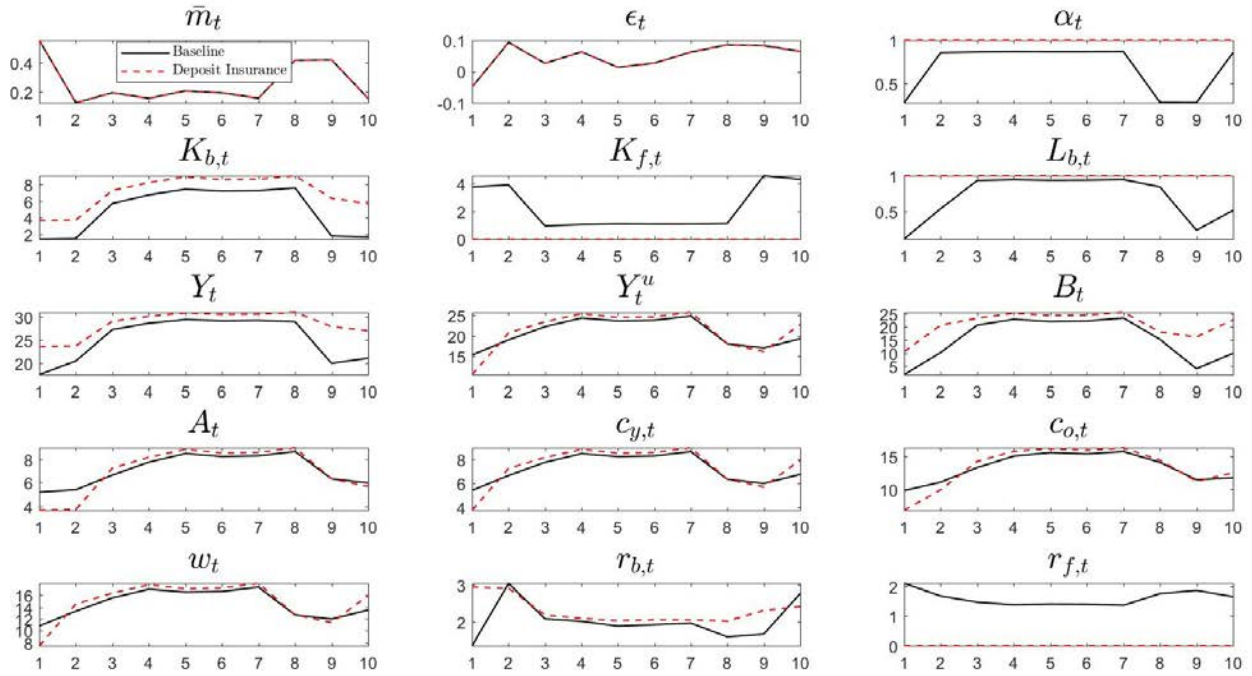 m̄_t ϵ_t α_t
Baseline
Deposit Insurance
0.4
0.2
0.1
0
-0.1
1
0.5
1 2 3 4 5 6 7 8 9 10
1 2 3 4 5 6 7 8 9 10
1 2 3 4 5 6 7 8 9 10
K_{b,t} K_{f,t} L_{b,t}
8
6
4
2
4
2
0
1
0.5
1 2 3 4 5 6 7 8 9 10
1 2 3 4 5 6 7 8 9 10
1 2 3 4 5 6 7 8 9 10
Y_t Y_t^u B_t
30
25
20
25
20
15
25
20
15
10
5
1 2 3 4 5 6 7 8 9 10
1 2 3 4 5 6 7 8 9 10
1 2 3 4 5 6 7 8 9 10
A_t c_{y,t} c_{o,t}
8
6
4
8
6
4
15
10
1 2 3 4 5 6 7 8 9 10
1 2 3 4 5 6 7 8 9 10
1 2 3 4 5 6 7 8 9 10
w_t r_{b,t} r_{f,t}
16
14
12
10
8
3
2
2
1
0
1 2 3 4 5 6 7 8 9 10
1 2 3 4 5 6 7 8 9 10
1 2 3 4 5 6 7 8 9 10